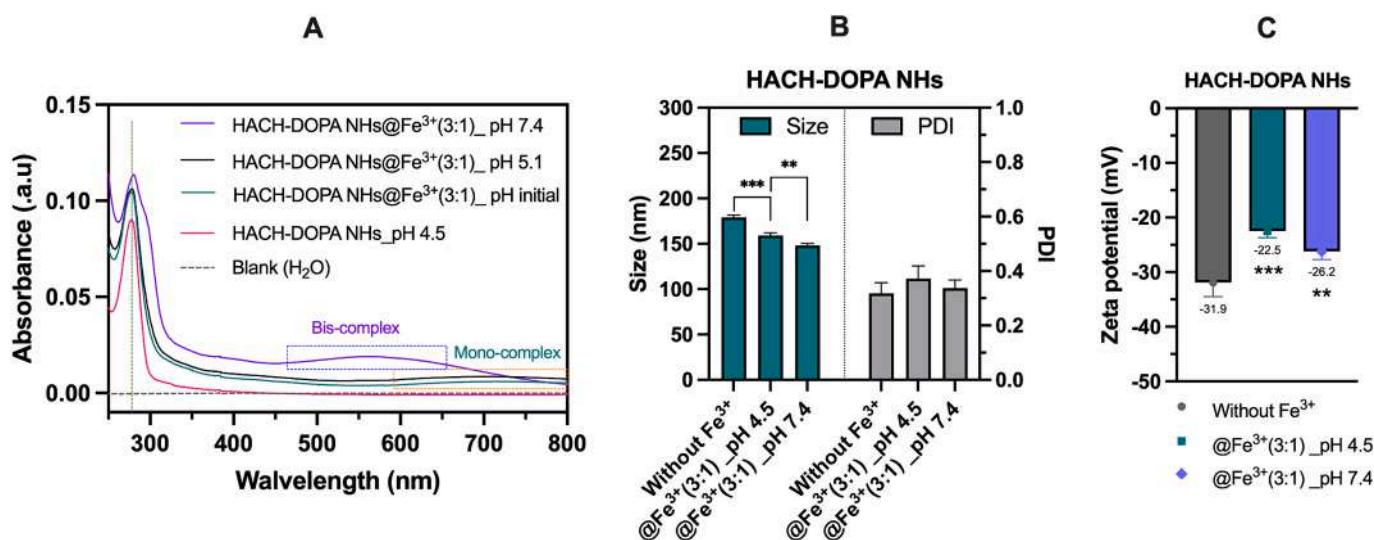 A
Absorbance (.a.u)
0.15
0.10
0.05
0.00
HACH-DOPA NHs@Fe³⁺(3:1)_ pH 7.4
HACH-DOPA NHs@Fe³⁺(3:1)_ pH 5.1
HACH-DOPA NHs@Fe³⁺(3:1)_ pH initial
HACH-DOPA NHs_pH 4.5
Blank (H₂O)
Bis-complex
Mono-complex
300
400
500
600
700
800
Walvelength (nm)
B
HACH-DOPA NHs
Size (nm)
300
250
200
150
100
50
0
Size
PDI
***
**
1.0
0.8
0.6
0.4
0.2
0.0
PDI
Without Fe³⁺
@Fe³⁺(3:1) _pH 4.5
@Fe³⁺(3:1) _pH 7.4
Without Fe³⁺
@Fe³⁺(3:1) _pH 4.5
@Fe³⁺(3:1) _pH 7.4
C
HACH-DOPA NHs
Zeta potential (mV)
0
-10
-20
-30
-40
-50
-31.9
-22.5
***
-26.2
**
Without Fe³⁺
@Fe³⁺(3:1) _pH 4.5
@Fe³⁺(3:1) _pH 7.4